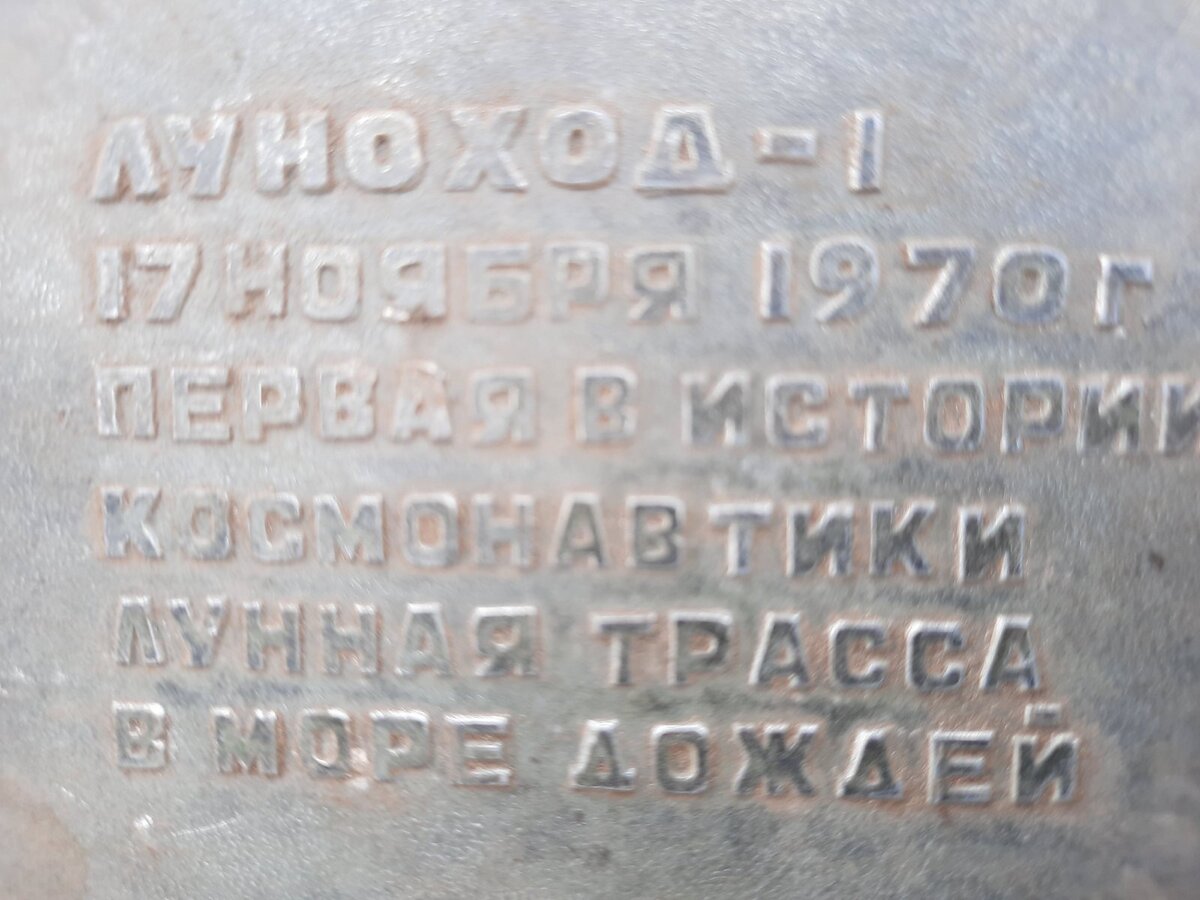 ЛУНОХОД-1
17 НОЯБРЯ 1970 г.
ПЕРВАЯ В ИСТОРИИ
КОСМОНАВТИКИ
ЛУННАЯ ТРАССА
В МОРЕ ДОЖДЕЙ